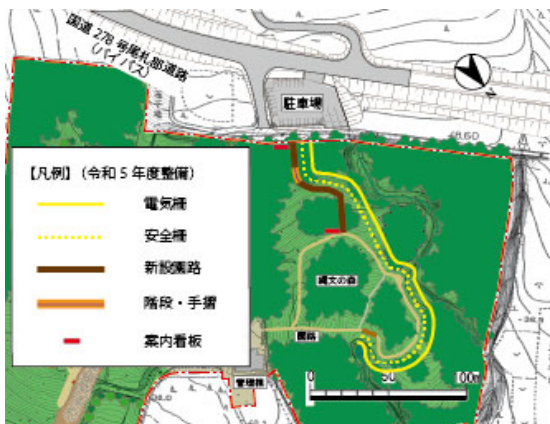 国道278号尾札部道路
(バイパス)
駐車場
48.60
【凡例】(令和5年度整備)
電気柵
安全柵
新設園路
階段・手摺
案内看板
縄文の森
園路
管理棟
0 50 100m